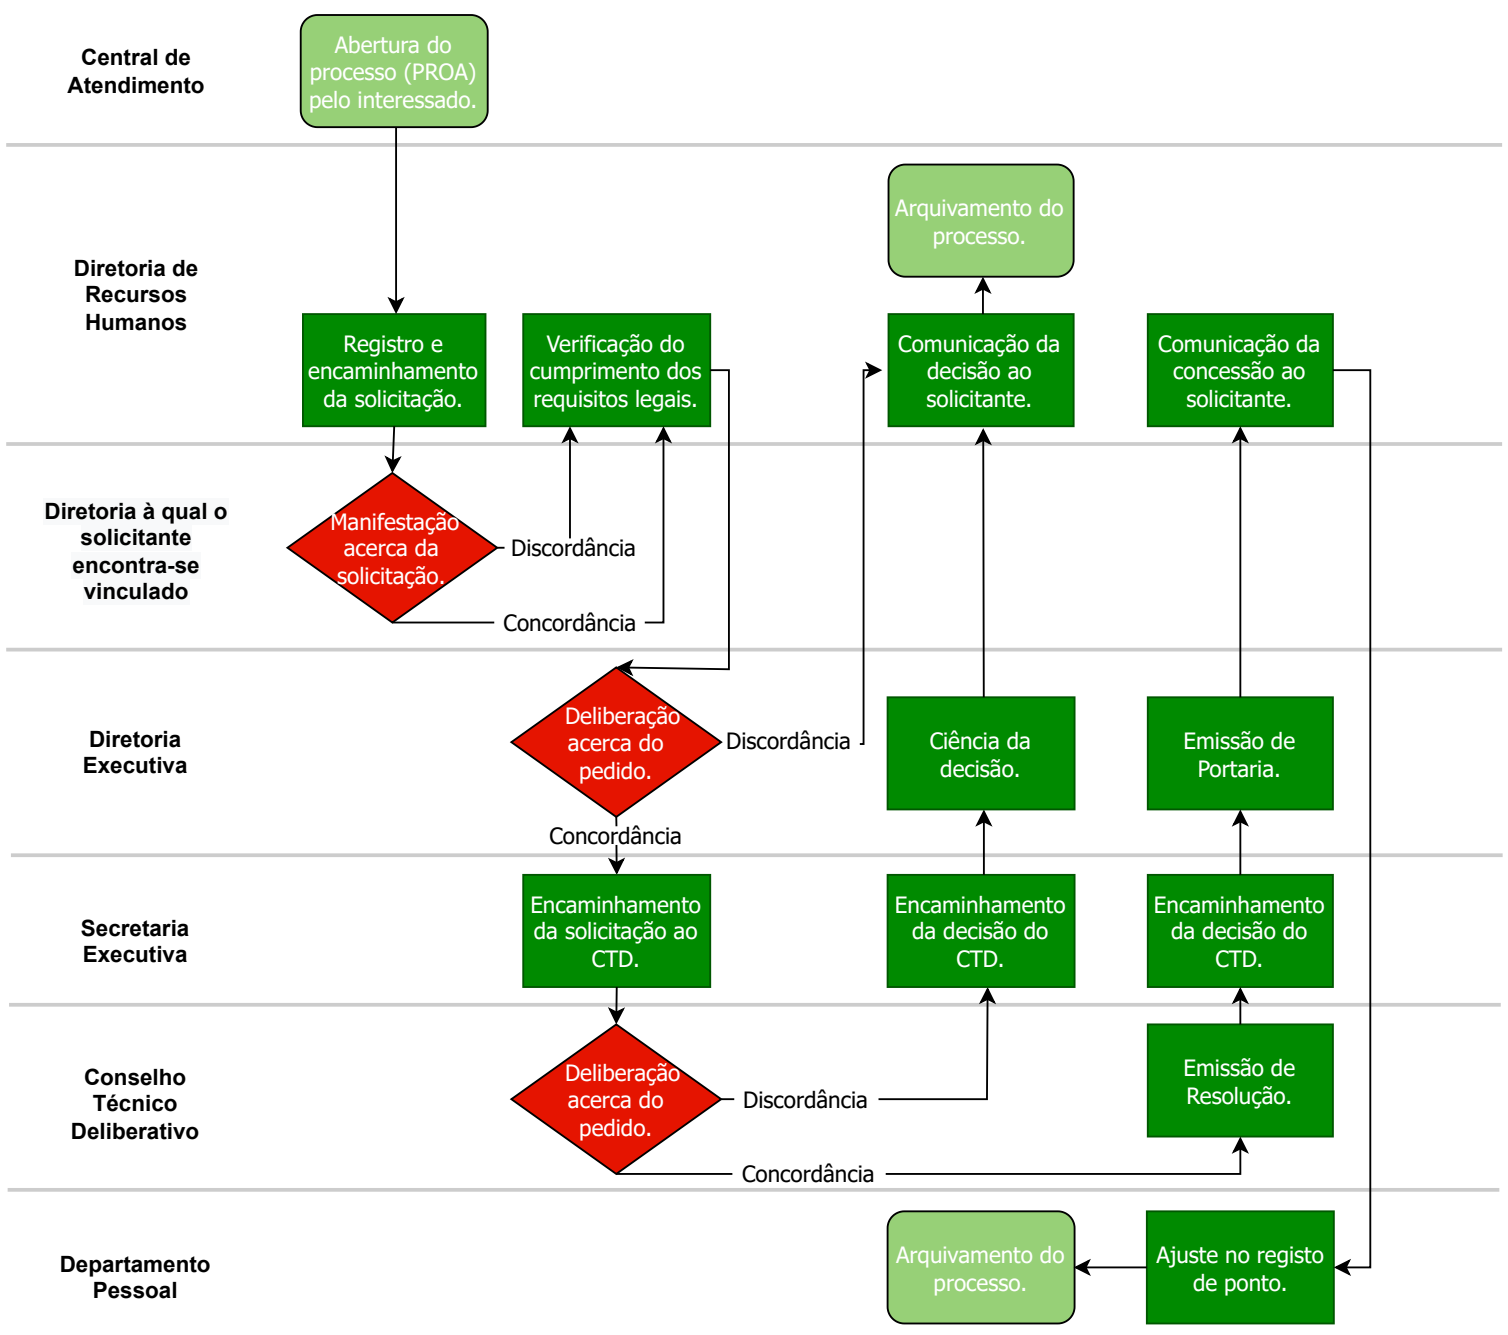 Central de
Atendimento
Abertura do
processo (PROA)
pelo interessado.
Diretoria de
Recursos
Humanos
Arquivamento do
processo.
Registro e
encaminhamento
da solicitação.
Verificação do
cumprimento dos
requisitos legais.
Comunicação da
decisão ao
solicitante.
Comunicação da
concessão ao
solicitante.
Diretoria à qual o
solicitante
encontra-se
vinculado
Manifestação
acerca da
solicitação.
Discordância
Concordância
Diretoria
Executiva
Deliberação
acerca do
pedido.
Discordância
Concordância
Ciência da
decisão.
Emissão de
Portaria.
Secretaria
Executiva
Encaminhamento
da solicitação ao
CTD.
Encaminhamento
da decisão do
CTD.
Encaminhamento
da decisão do
CTD.
Conselho
Técnico
Deliberativo
Deliberação
acerca do
pedido.
Discordância
Concordância
Emissão de
Resolução.
Departamento
Pessoal
Arquivamento do
processo.
Ajuste no registo
de ponto.